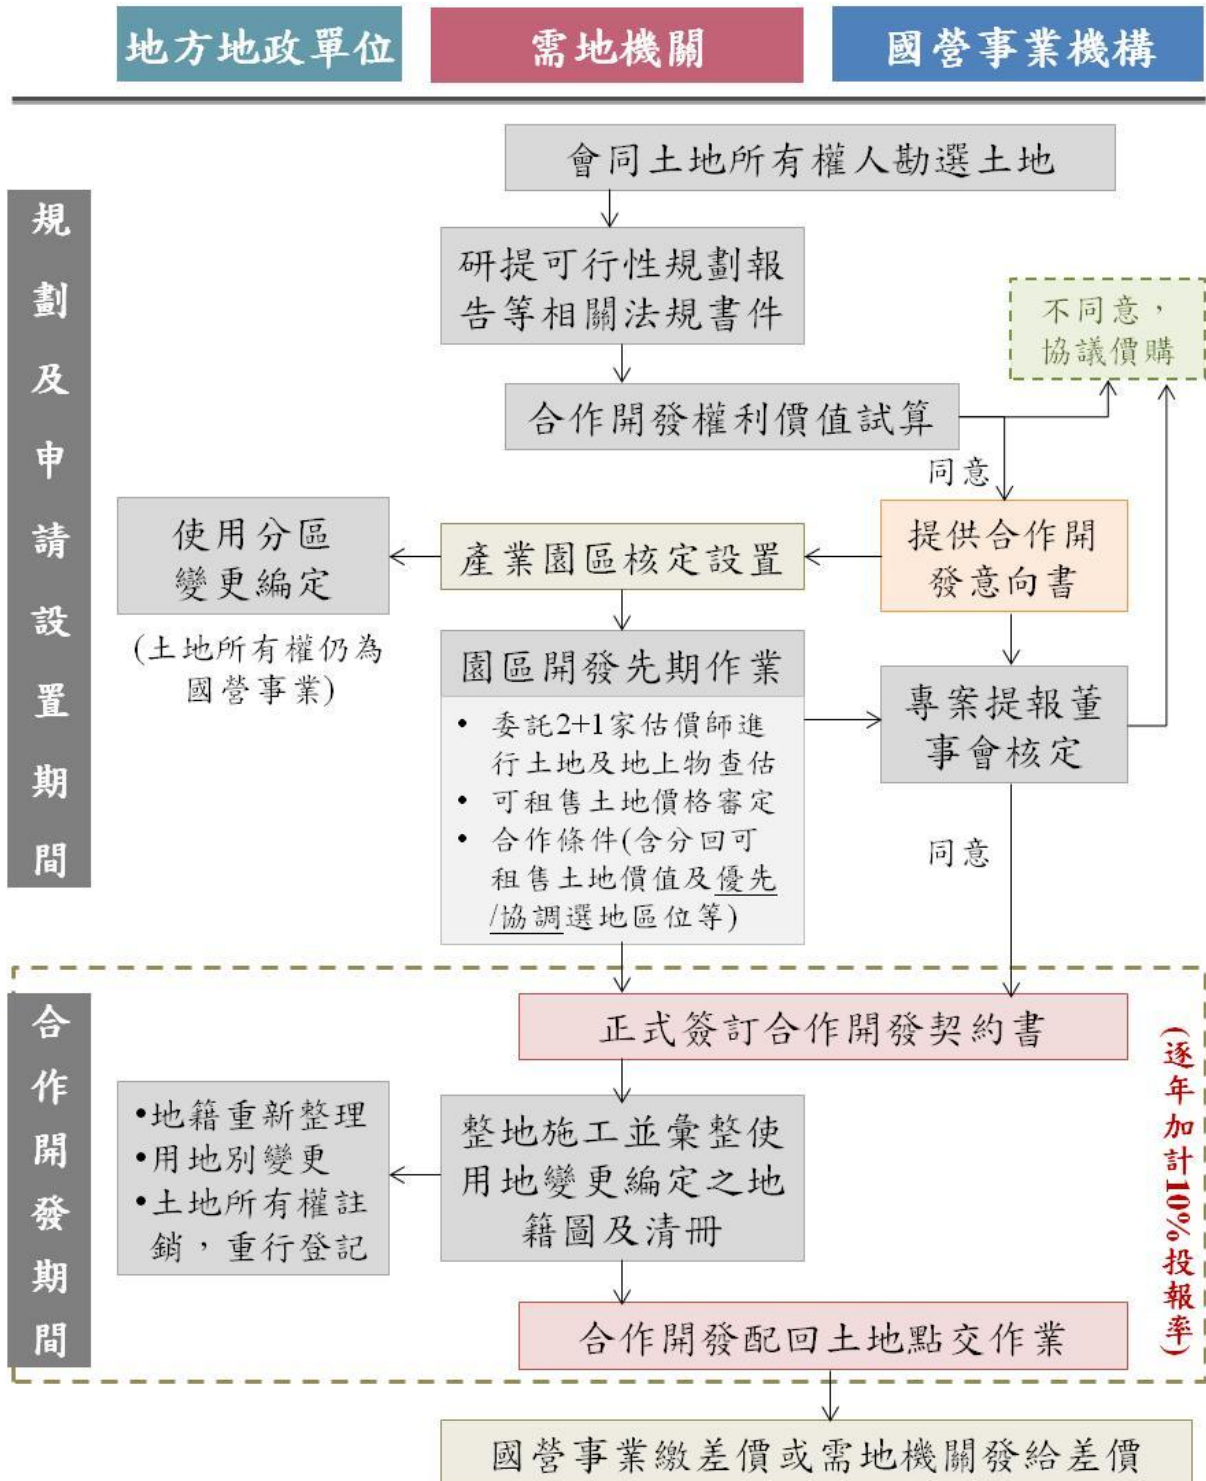 地方地政單位
需地機關
國營事業機構
規劃及申請設置期間
會同土地所有權人勘選土地
研提可行性規劃報
告等相關法規書件
不同意，
協議價購
合作開發權利價值試算
同意
使用分區
變更編定
產業園區核定設置
提供合作開
發意向書
(土地所有權仍為
國營事業)
園區開發先期作業
• 委託2+1家估價師進
行土地及地上物查估
• 可租售土地價格審定
• 合作條件(含分回可
租售土地價值及優先
/協調選地區位等)
專案提報董
事會核定
同意
合作開發期間
正式簽訂合作開發契約書
•地籍重新整理
•用地別變更
•土地所有權註
銷，重行登記
整地施工並彙整使
用地變更編定之地
籍圖及清冊
(逐年加計10%投報率)
合作開發配回土地點交作業
國營事業繳差價或需地機關發給差價